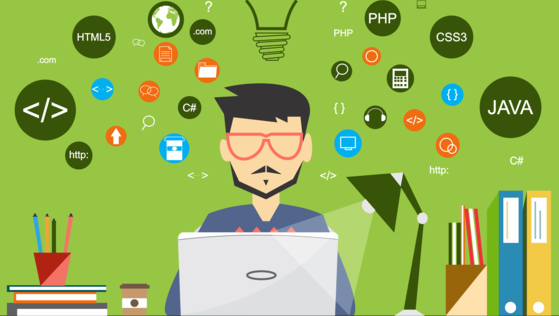 ?
?
HTML5
.com
PHP
PHP
CSS3
.com
</>
<·>
{ }
C#
{ }
</>
JAVA
http:
<·>
</>
http:
C#